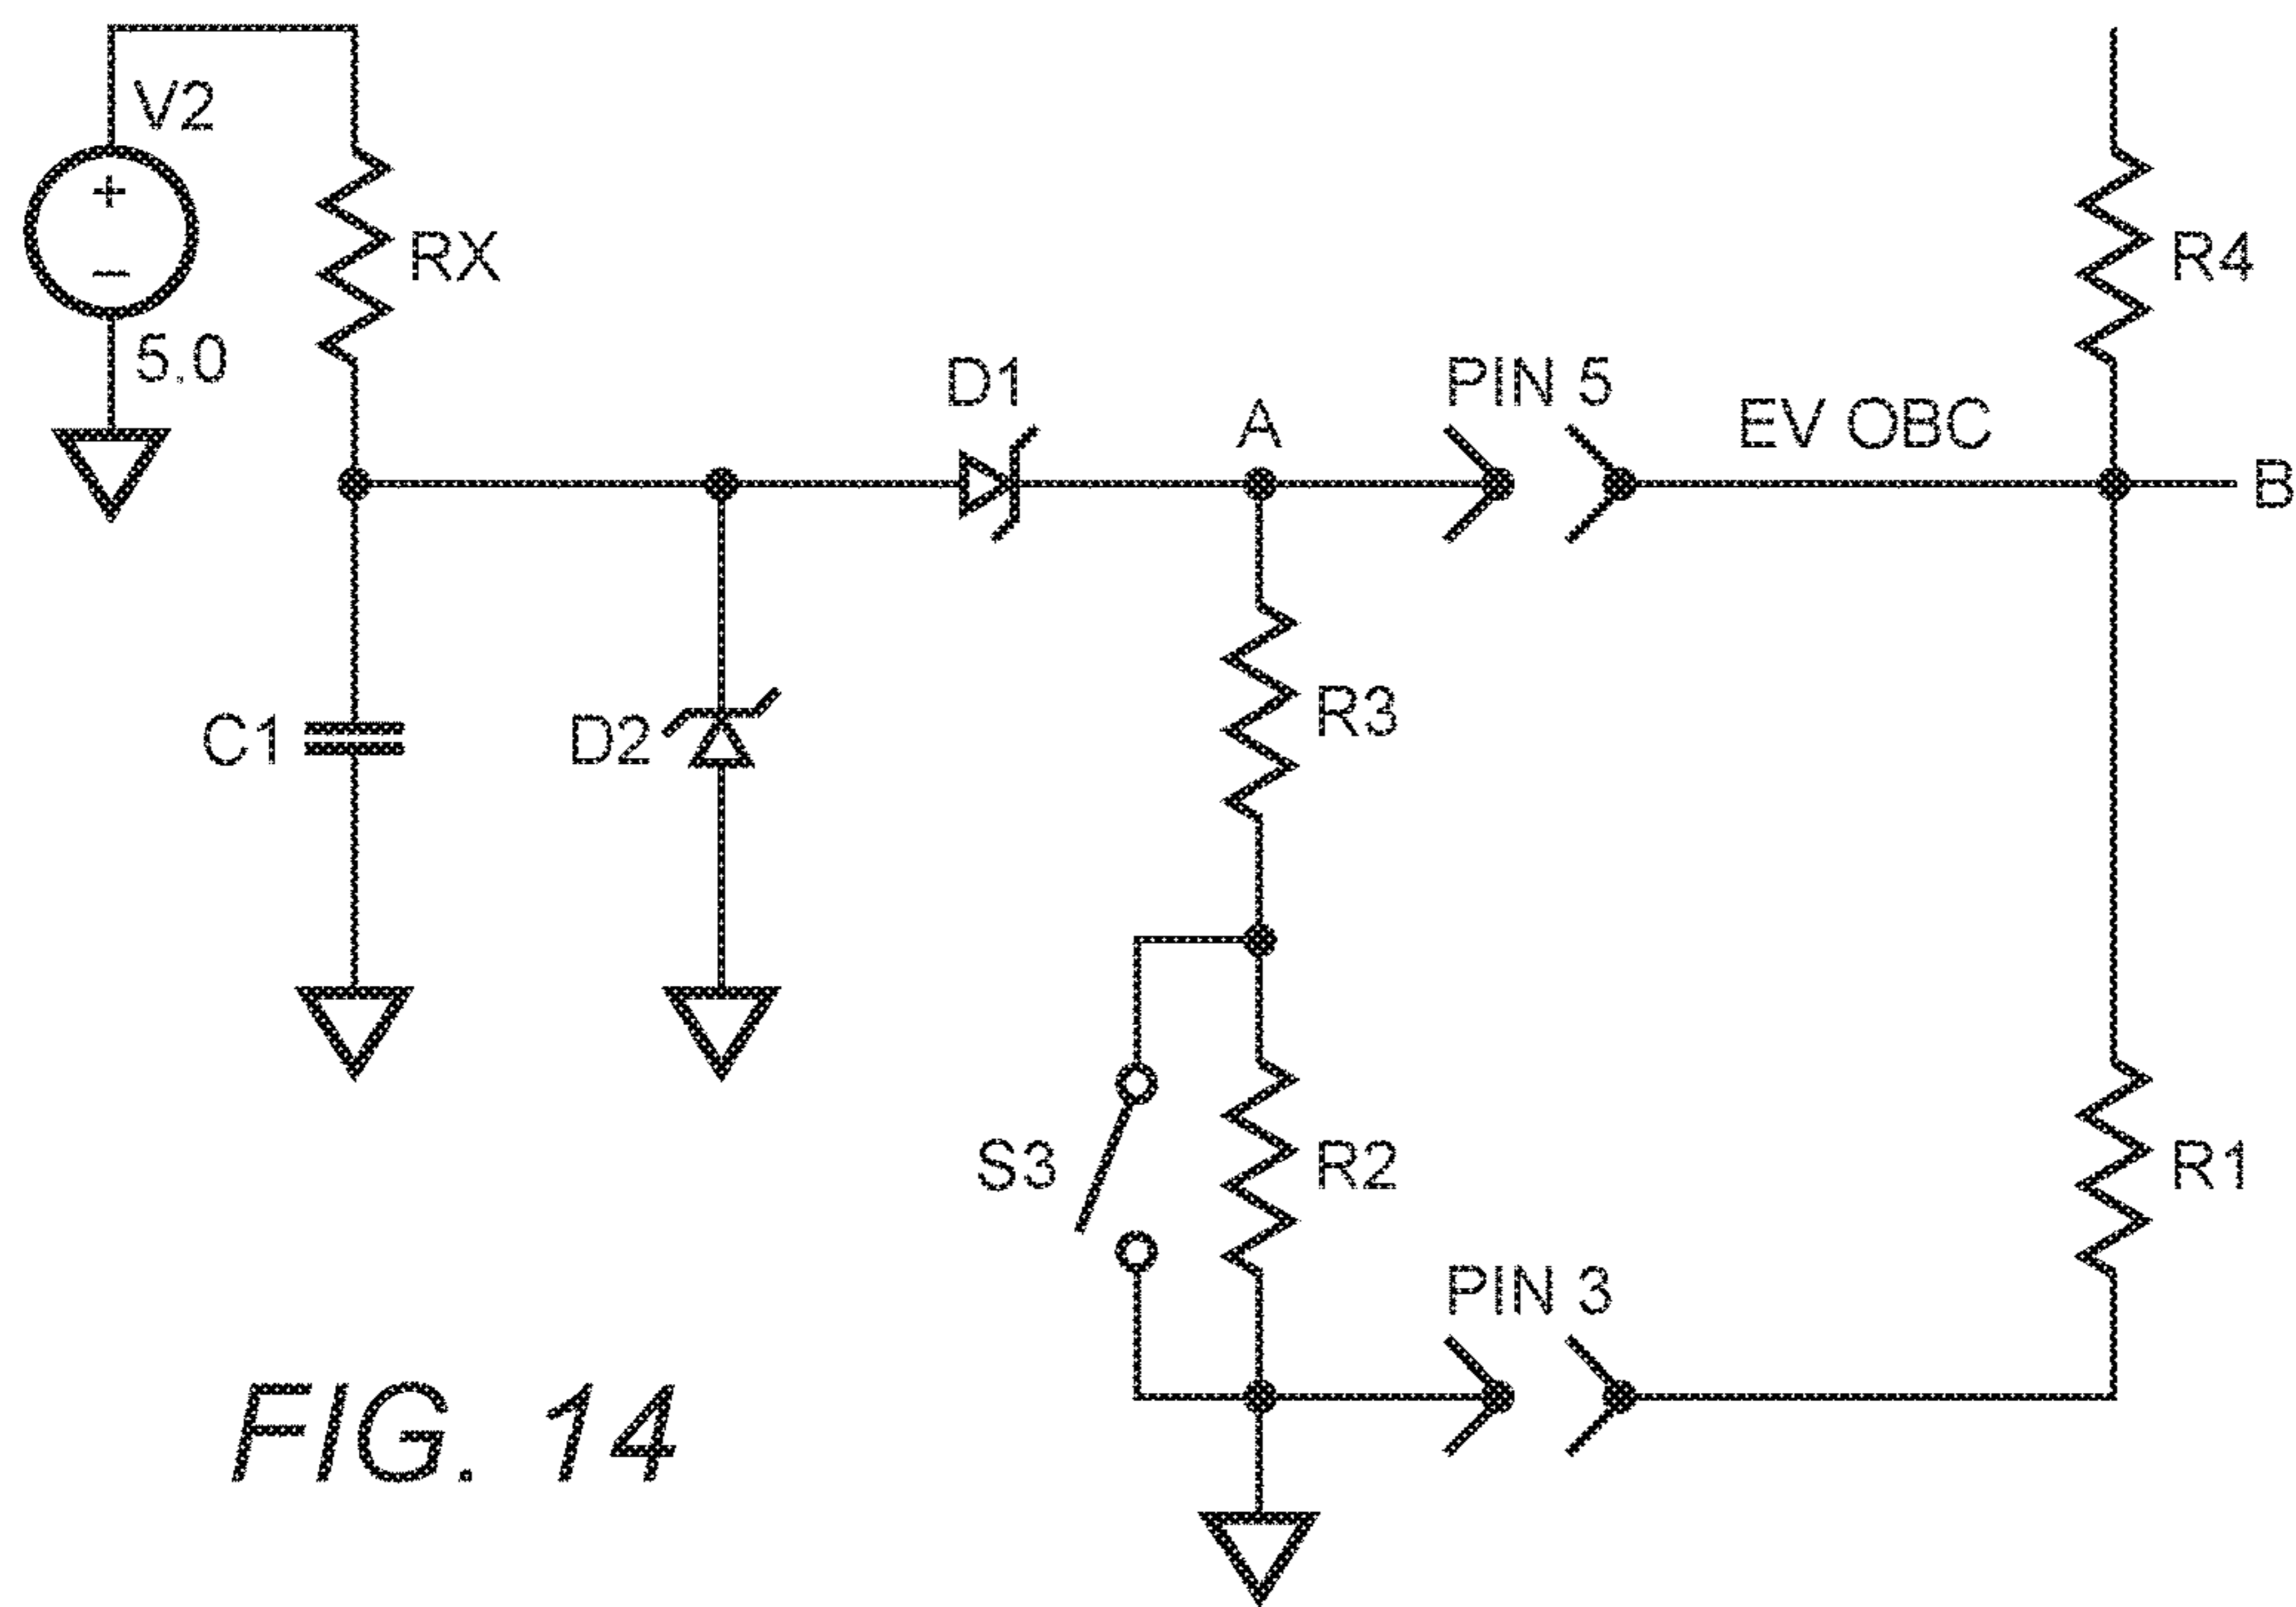 V2
+
−
5.0
RX
R4
D1
A
PIN 5
EV OBC
B
C1
D2
R3
S3
R2
R1
PIN 3
FIG. 14